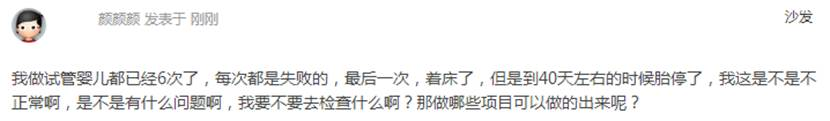 颜颜颜 发表于 刚刚 沙发
我做试管婴儿都已经6次了，每次都是失败的，最后一次，着床了，但是到40天左右的时候胎停了，我这是不是不
正常啊，是不是有什么问题啊，我要不要去检查什么啊？那做哪些项目可以做的出来呢？